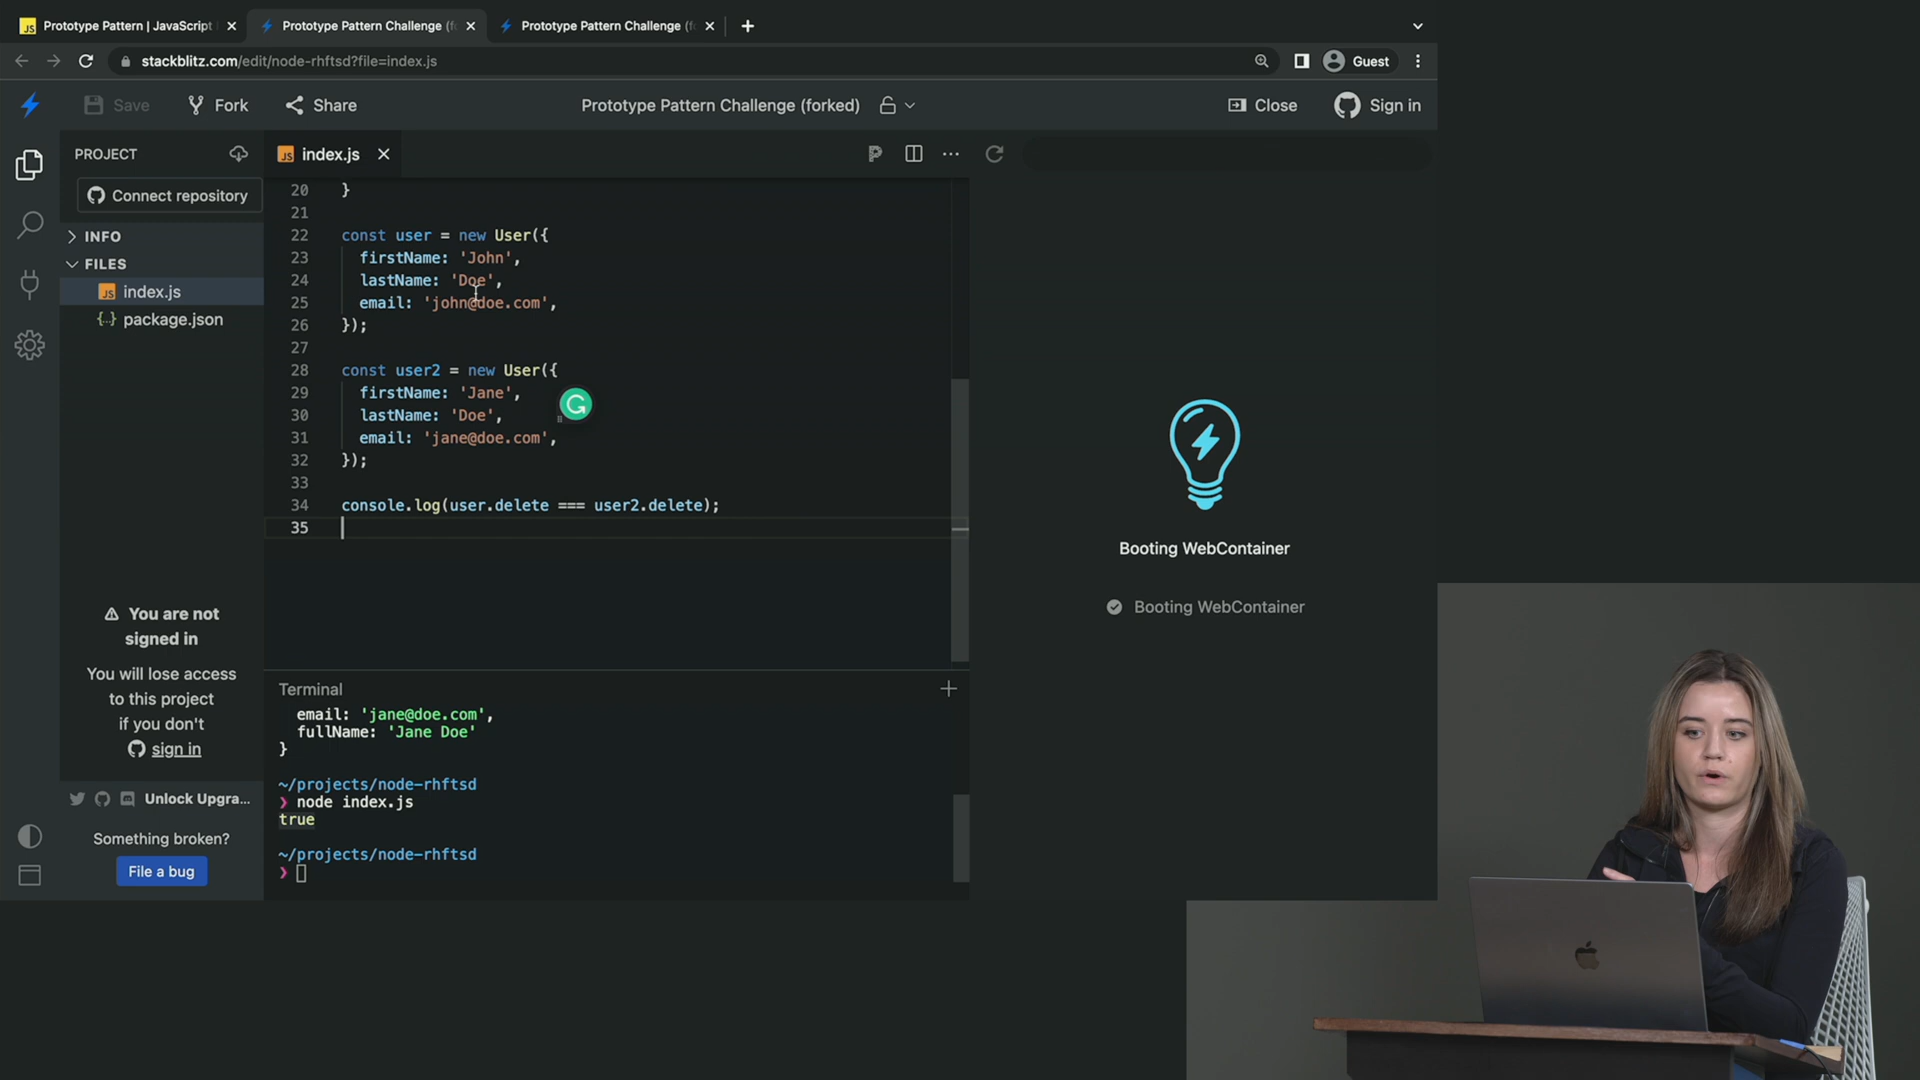 Prototype Pattern | JavaScript
Prototype Pattern Challenge (f
Prototype Pattern Challenge (f
stackblitz.com/edit/node-rhftsd?file=index.js
Guest
Save
Fork
Share
Prototype Pattern Challenge (forked)
Close
Sign in
PROJECT
Connect repository
INFO
FILES
index.js
package.json
You are not
signed in
You will lose access
to this project
if you don't
sign in
Unlock Upgra...
Something broken?
File a bug
index.js
20 }
21
22 const user = new User({
23 firstName: 'John',
24 lastName: 'Doe',
25 email: 'john@doe.com',
26 });
27
28 const user2 = new User({
29 firstName: 'Jane',
30 lastName: 'Doe',
31 email: 'jane@doe.com',
32 });
33
34 console.log(user.delete === user2.delete);
35
Terminal
email: 'jane@doe.com',
fullName: 'Jane Doe'
}
~/projects/node-rhftsd
❯ node index.js
true
~/projects/node-rhftsd
❯
Booting WebContainer
Booting WebContainer